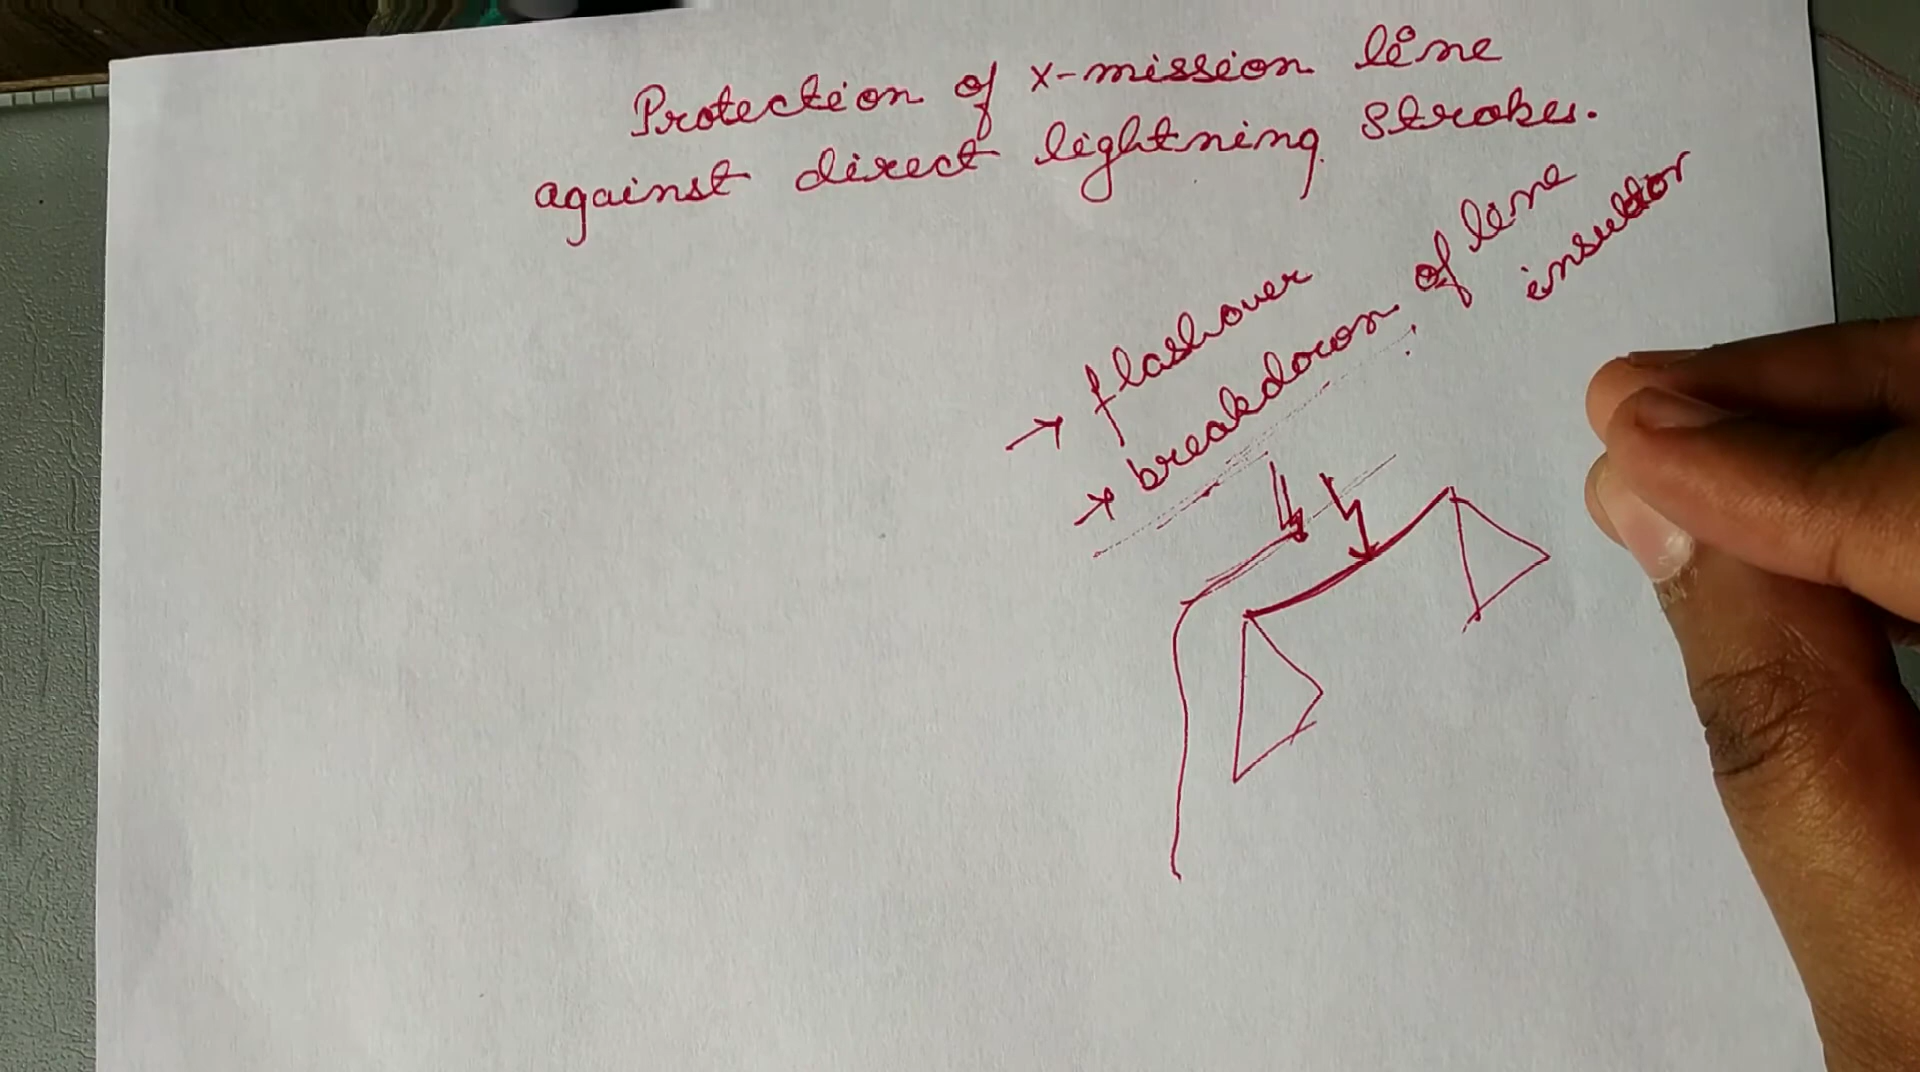 Protection of x-mission line
against direct lightning strokes.
→ flashover
→ breakdown of line
insulator